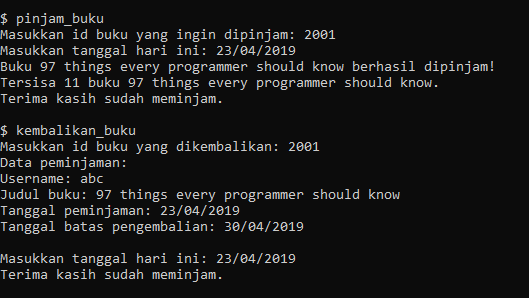 $ pinjam_buku
Masukkan id buku yang ingin dipinjam: 2001
Masukkan tanggal hari ini: 23/04/2019
Buku 97 things every programmer should know berhasil dipinjam!
Tersisa 11 buku 97 things every programmer should know.
Terima kasih sudah meminjam.

$ kembalikan_buku
Masukkan id buku yang dikembalikan: 2001
Data peminjaman:
Username: abc
Judul buku: 97 things every programmer should know
Tanggal peminjaman: 23/04/2019
Tanggal batas pengembalian: 30/04/2019

Masukkan tanggal hari ini: 23/04/2019
Terima kasih sudah meminjam.